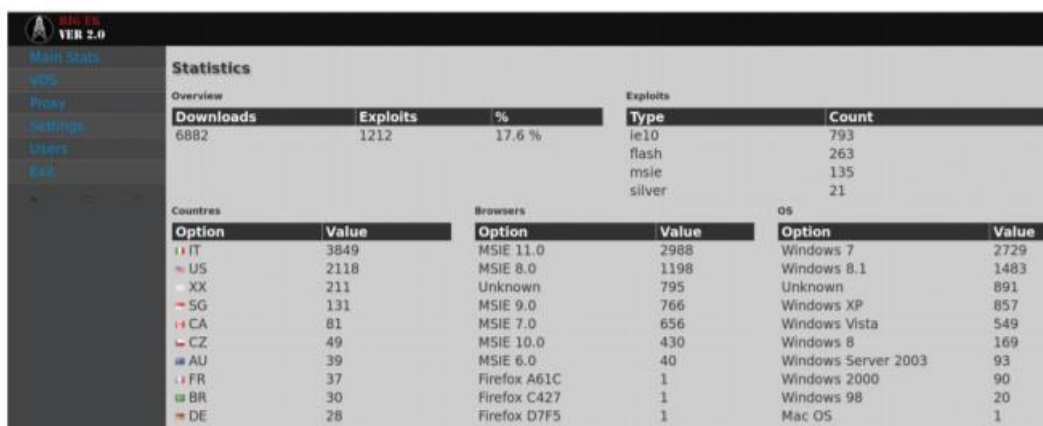 BIG EK
VER 2.0
Main Stats
VDS
Proxy
Settings
Users
Exit
Statistics
Overview
Downloads Exploits %
6882 1212 17.6 %
Exploits
Type Count
ie10 793
flash 263
msie 135
silver 21
Countres
Option Value
IT 3849
US 2118
XX 211
SG 131
CA 81
CZ 49
AU 39
FR 37
BR 30
DE 28
Browsers
Option Value
MSIE 11.0 2988
MSIE 8.0 1198
Unknown 795
MSIE 9.0 766
MSIE 7.0 656
MSIE 10.0 430
MSIE 6.0 40
Firefox A61C 1
Firefox C427 1
Firefox D7F5 1
OS
Option Value
Windows 7 2729
Windows 8.1 1483
Unknown 891
Windows XP 857
Windows Vista 549
Windows 8 169
Windows Server 2003 93
Windows 2000 90
Windows 98 20
Mac OS 1